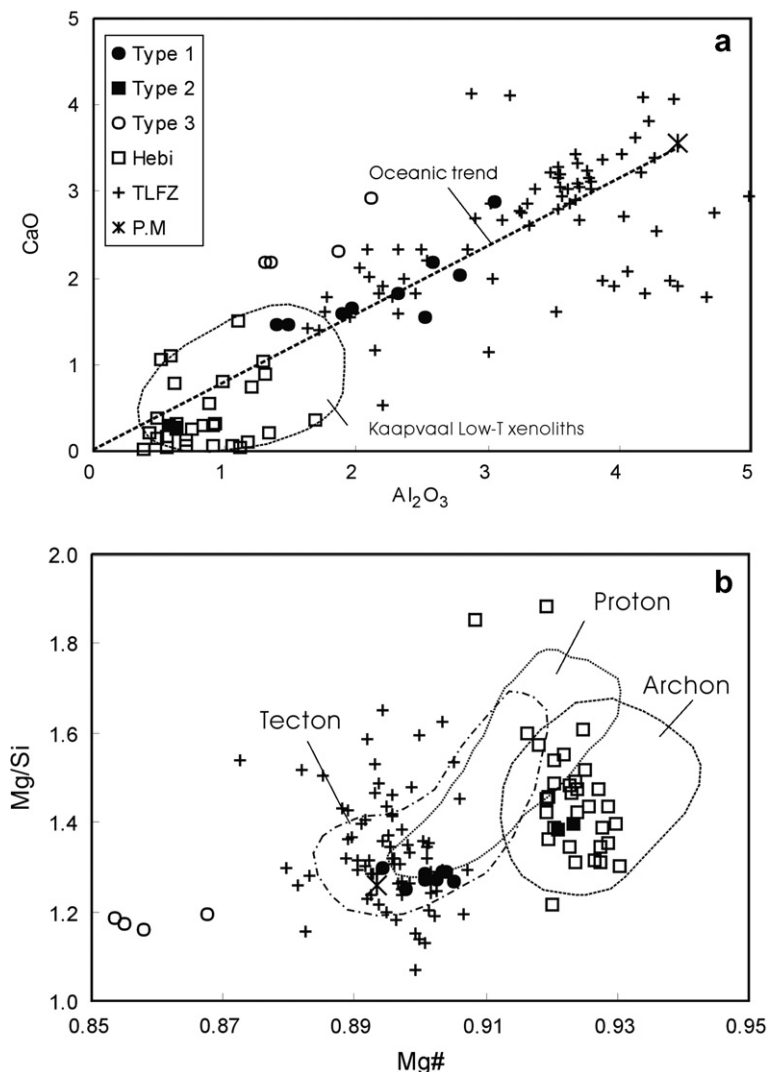 a
5
4
3
2
1
0
CaO
Type 1
Type 2
Type 3
Hebi
TLFZ
P.M
Oceanic trend
Kaapvaal Low-T xenoliths
0 1 2 3 4 5
Al2O3
b
2.0
1.8
1.6
1.4
1.2
1.0
Mg/Si
Proton
Archon
Tecton
0.85 0.87 0.89 0.91 0.93 0.95
Mg#